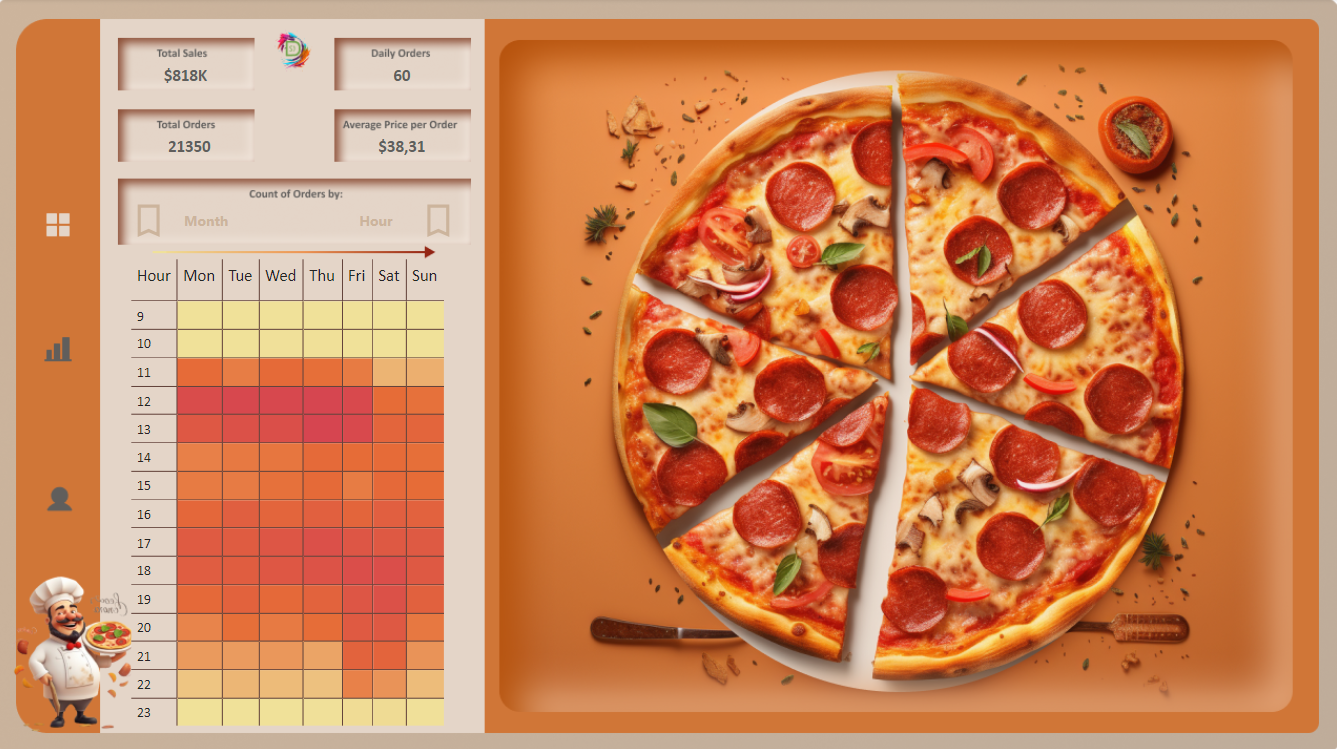 Total Sales
$818K
Daily Orders
60
Total Orders
21350
Average Price per Order
$38,31
Count of Orders by:
Month Hour
Hour Mon Tue Wed Thu Fri Sat Sun
9
10
11
12
13
14
15
16
17
18
19
20
21
22
23